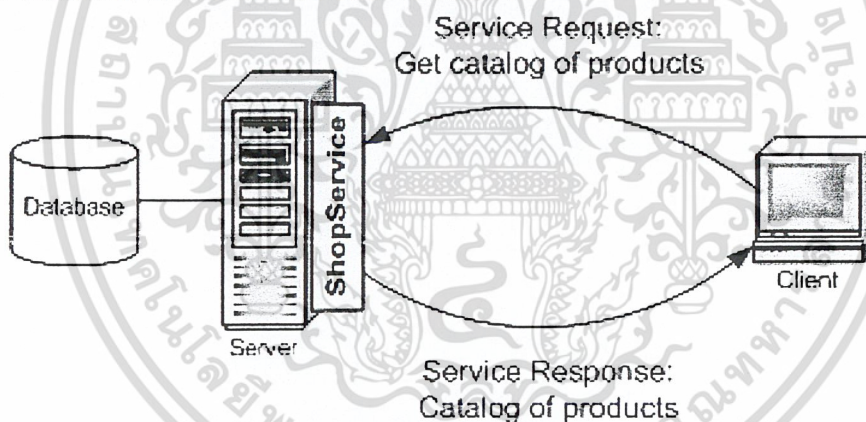 Service Request:
Get catalog of products
Database
ShopService
Client
Server
Service Response:
Catalog of products